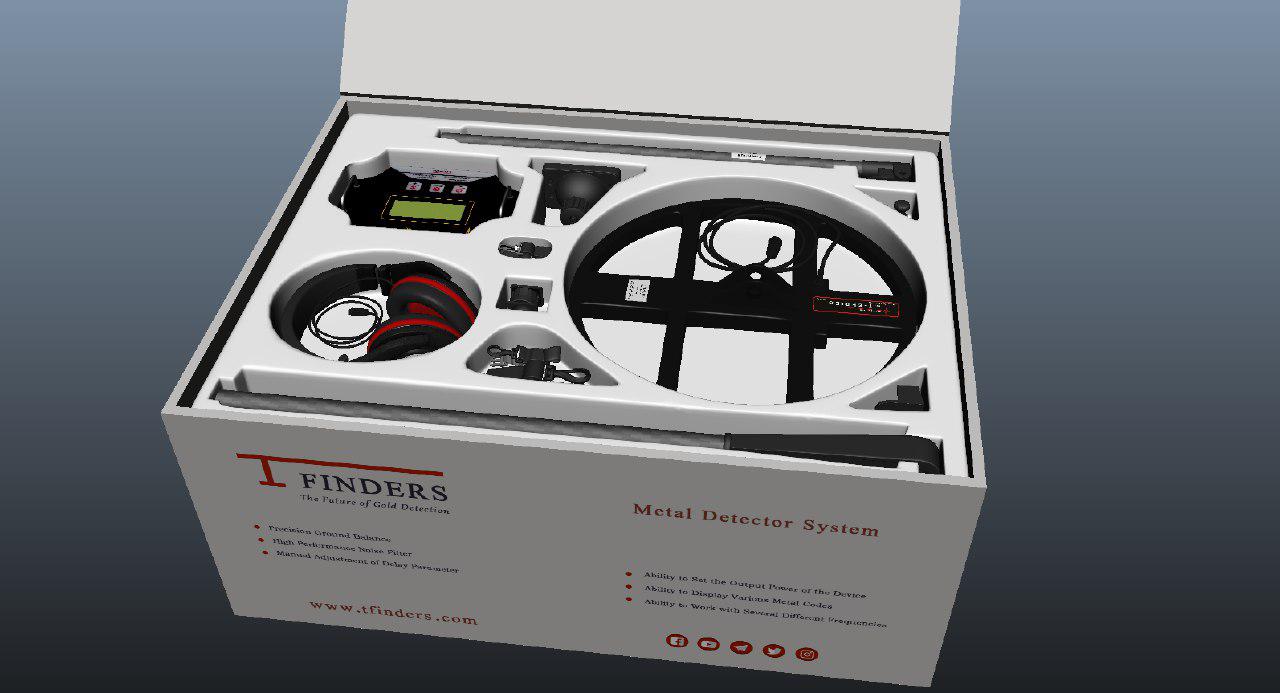 T FINDERS
The Future of Gold Detection
Precision Ground Balance
High Performance Noise Filter
Manual Adjustment of Delay Parameter
www.tfinders.com
Metal Detector System
Ability to Set the Output Power of the Device
Ability to Display Various Metal Codes
Ability to Work with Several Different Frequencies